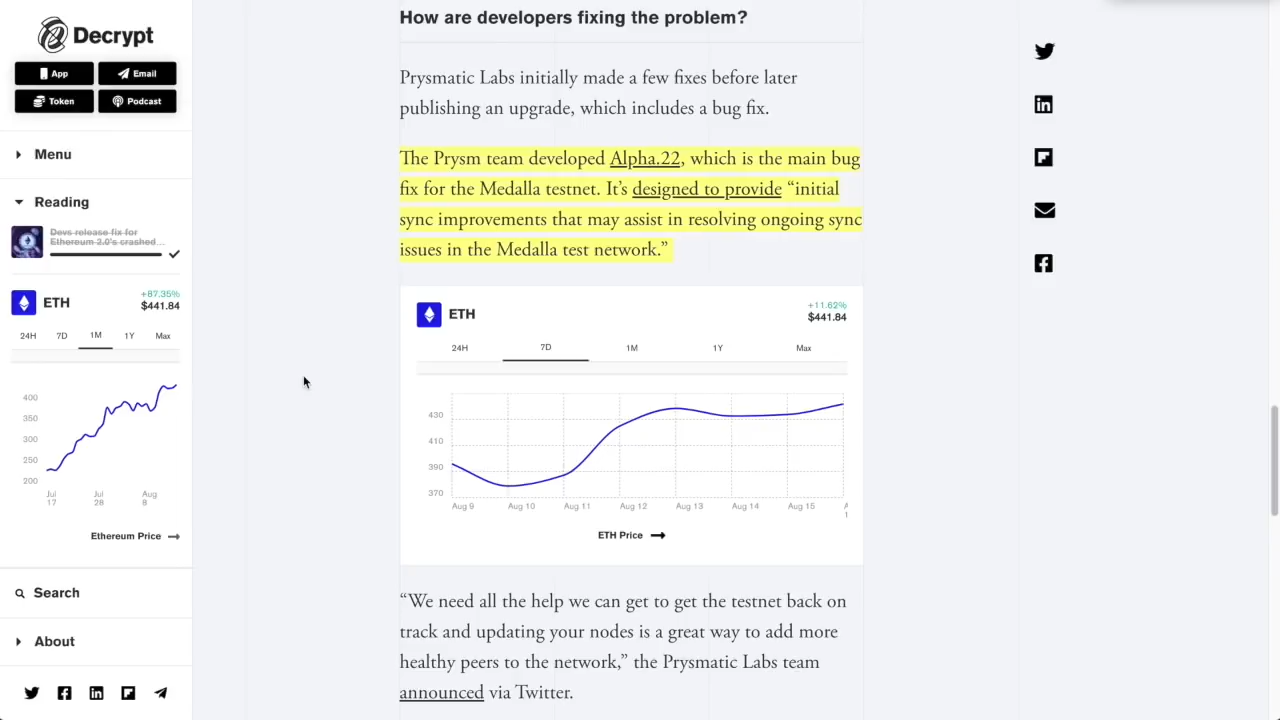 Decrypt
App
Email
Token
Podcast
Menu
Reading
Devs release fix for
Ethereum 2.0's crashed...
ETH
+87.35%
$441.84
24H 7D 1M 1Y Max
400
350
300
250
200
Jul 17
Jul 28
Aug 8
Ethereum Price
Search
About
How are developers fixing the problem?
Prysmatic Labs initially made a few fixes before later
publishing an upgrade, which includes a bug fix.
The Prysm team developed Alpha.22, which is the main bug
fix for the Medalla testnet. It’s designed to provide “initial
sync improvements that may assist in resolving ongoing sync
issues in the Medalla test network.”
ETH
+11.62%
$441.84
24H 7D 1M 1Y Max
430
410
390
370
Aug 9 Aug 10 Aug 11 Aug 12 Aug 13 Aug 14 Aug 15 A
1
ETH Price
“We need all the help we can get to get the testnet back on
track and updating your nodes is a great way to add more
healthy peers to the network,” the Prysmatic Labs team
announced via Twitter.